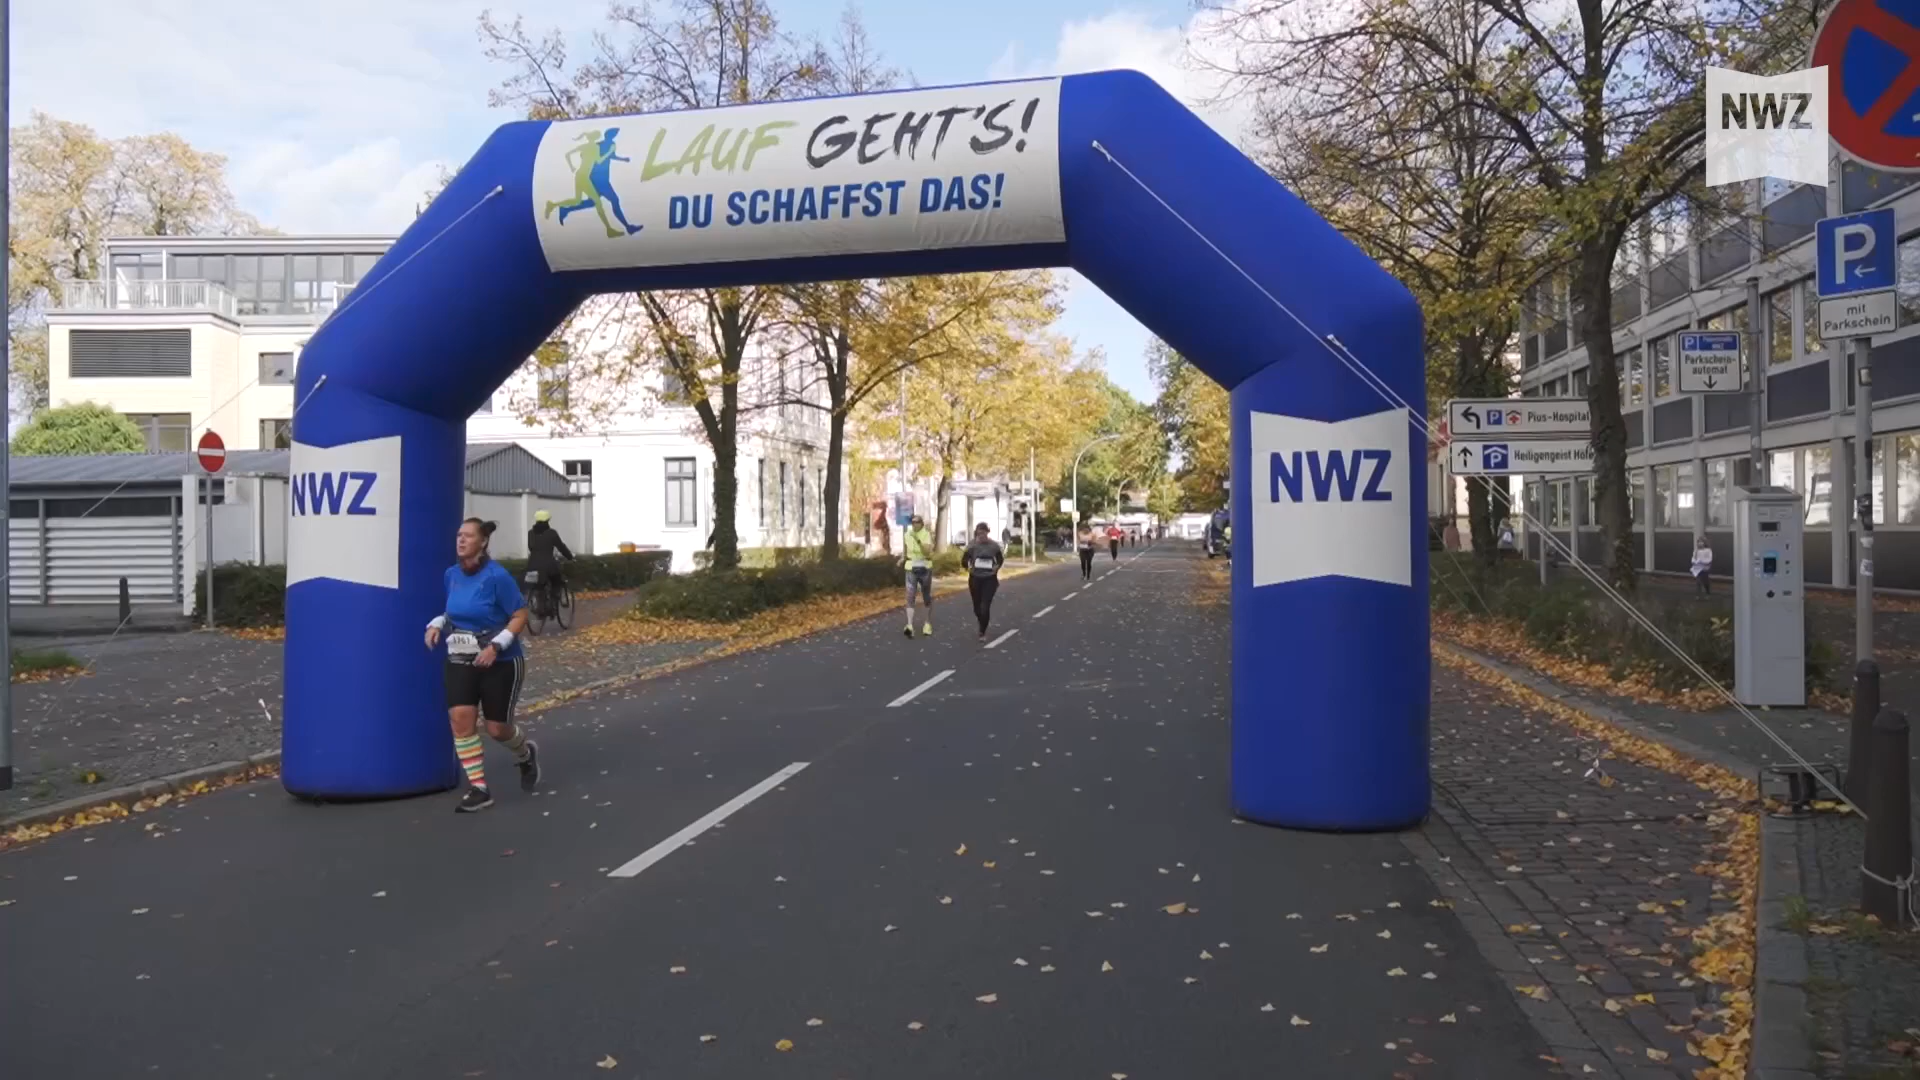 LAUF GEHT'S!
DU SCHAFFST DAS!
NWZ
NWZ
NWZ
P
mit
Parkschein
P
Parkschein-
automat
P Pius-Hospital
P Heiligengeist Höfe